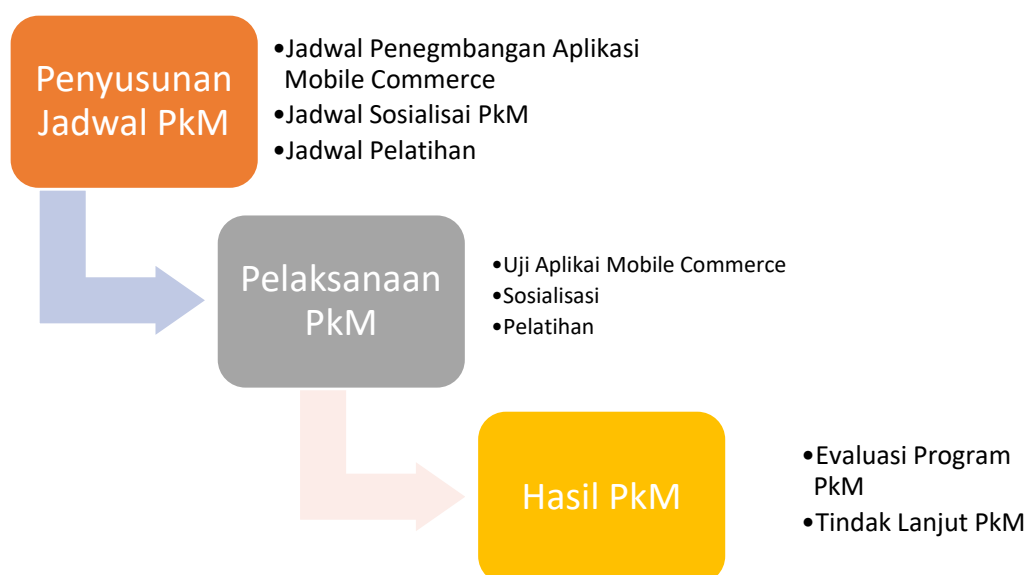 Penyusunan
Jadwal PkM
•Jadwal Penegmbangan Aplikasi
Mobile Commerce
•Jadwal Sosialisai PkM
•Jadwal Pelatihan
Pelaksanaan
PkM
•Uji Aplikai Mobile Commerce
•Sosialisasi
•Pelatihan
Hasil PkM
•Evaluasi Program
PkM
•Tindak Lanjut PkM